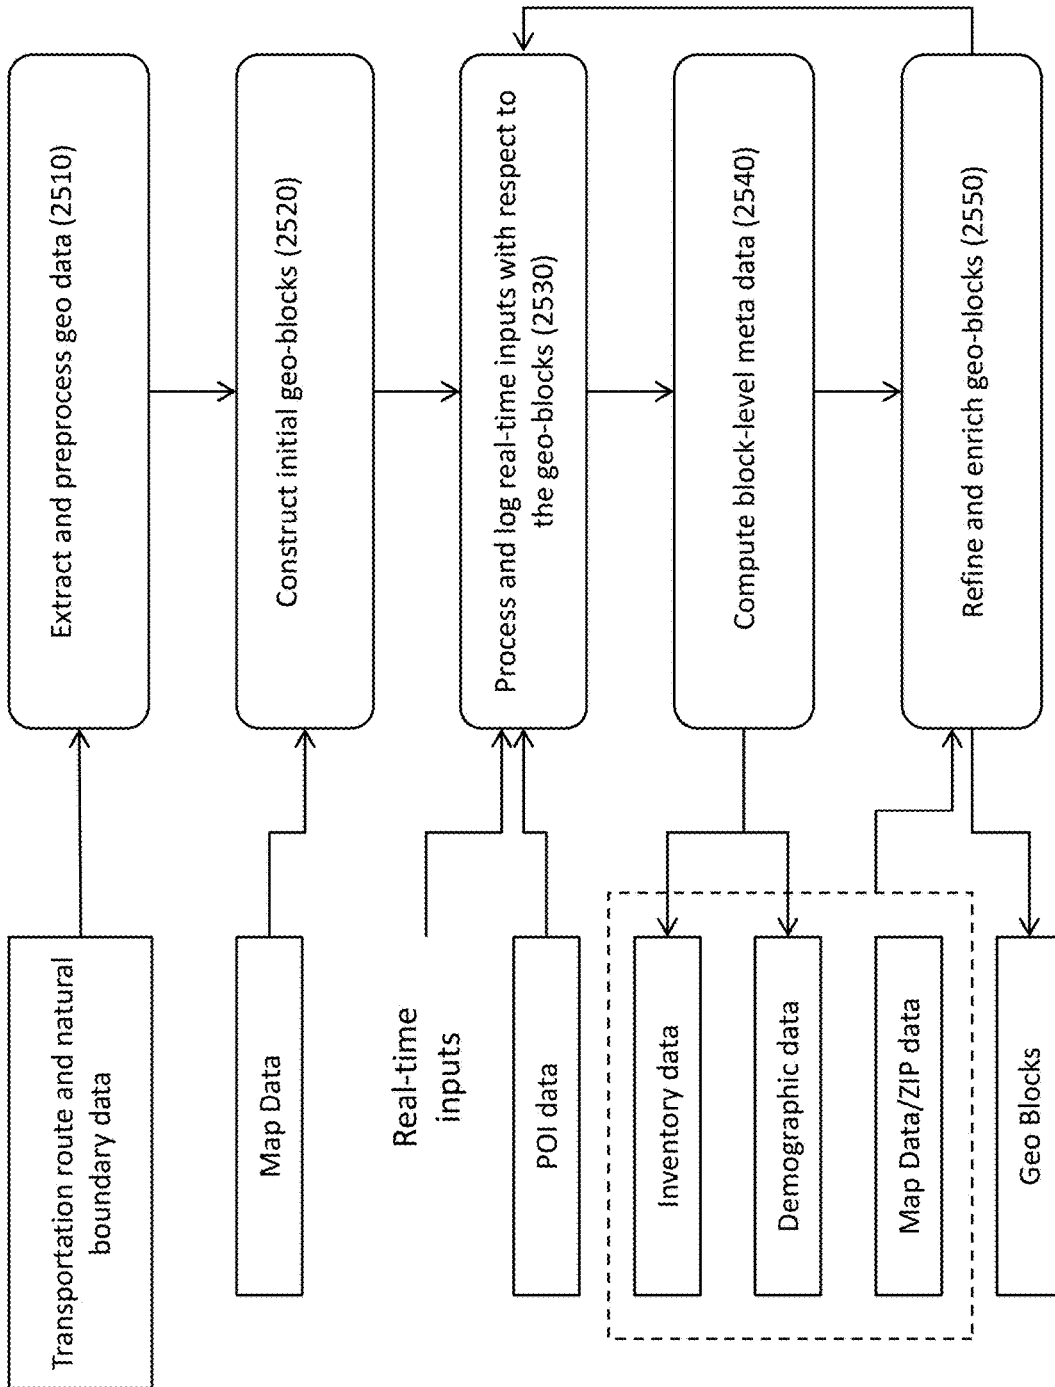 Transportation route and natural
boundary data
Extract and preprocess geo data (2510)
Map Data
Construct initial geo-blocks (2520)
Real-time
inputs
POI data
Process and log real-time inputs with respect to
the geo-blocks (2530)
Inventory data
Demographic data
Map Data/ZIP data
Compute block-level meta data (2540)
Geo Blocks
Refine and enrich geo-blocks (2550)